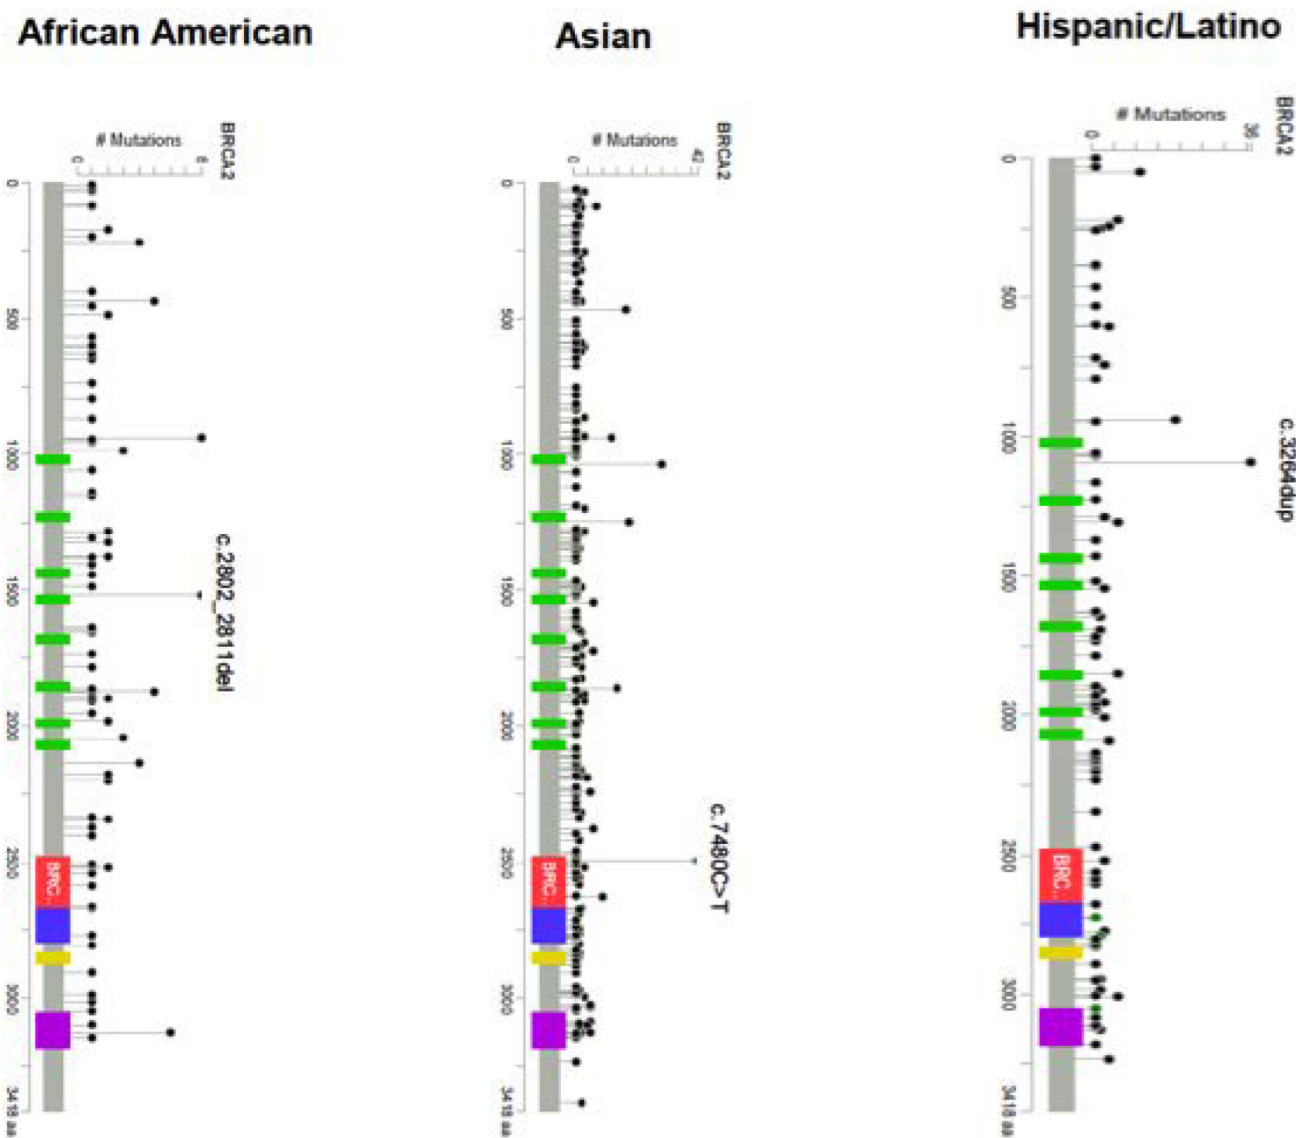 African American
Asian
Hispanic/Latino
BRCA2
# Mutations
0
8
0
500
1000
1500
2000
2500
3000
3418 aa
c.2802_2811del
BRC..
BRCA2
# Mutations
0
42
0
500
1000
1500
2000
2500
3000
3418 aa
c.7480C>T
BRC..
BRCA2
# Mutations
0
36
0
500
1000
1500
2000
2500
3000
3418 aa
c.3264dup
BRC..